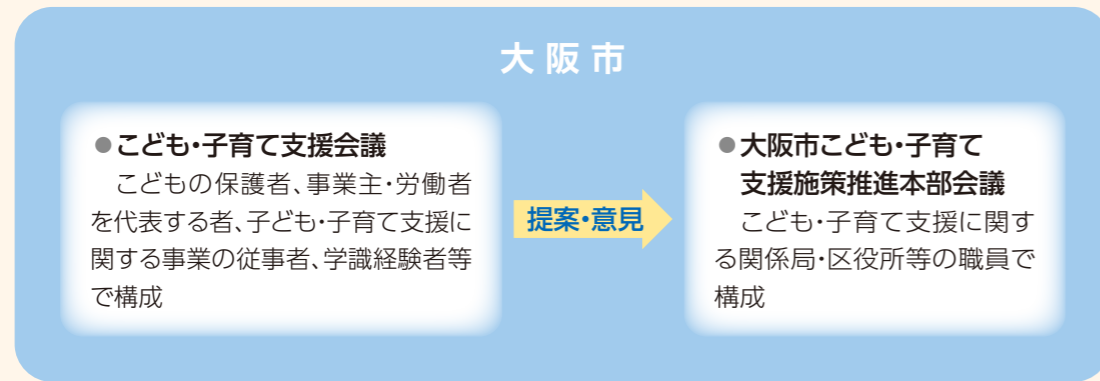 大阪市
●こども・子育て支援会議
こどもの保護者、事業主・労働者
を代表する者、子ども・子育て支援に
関する事業の従事者、学識経験者等
で構成
提案・意見
●大阪市こども・子育て
支援施策推進本部会議
こども・子育て支援に関す
る関係局・区役所等の職員で
構成